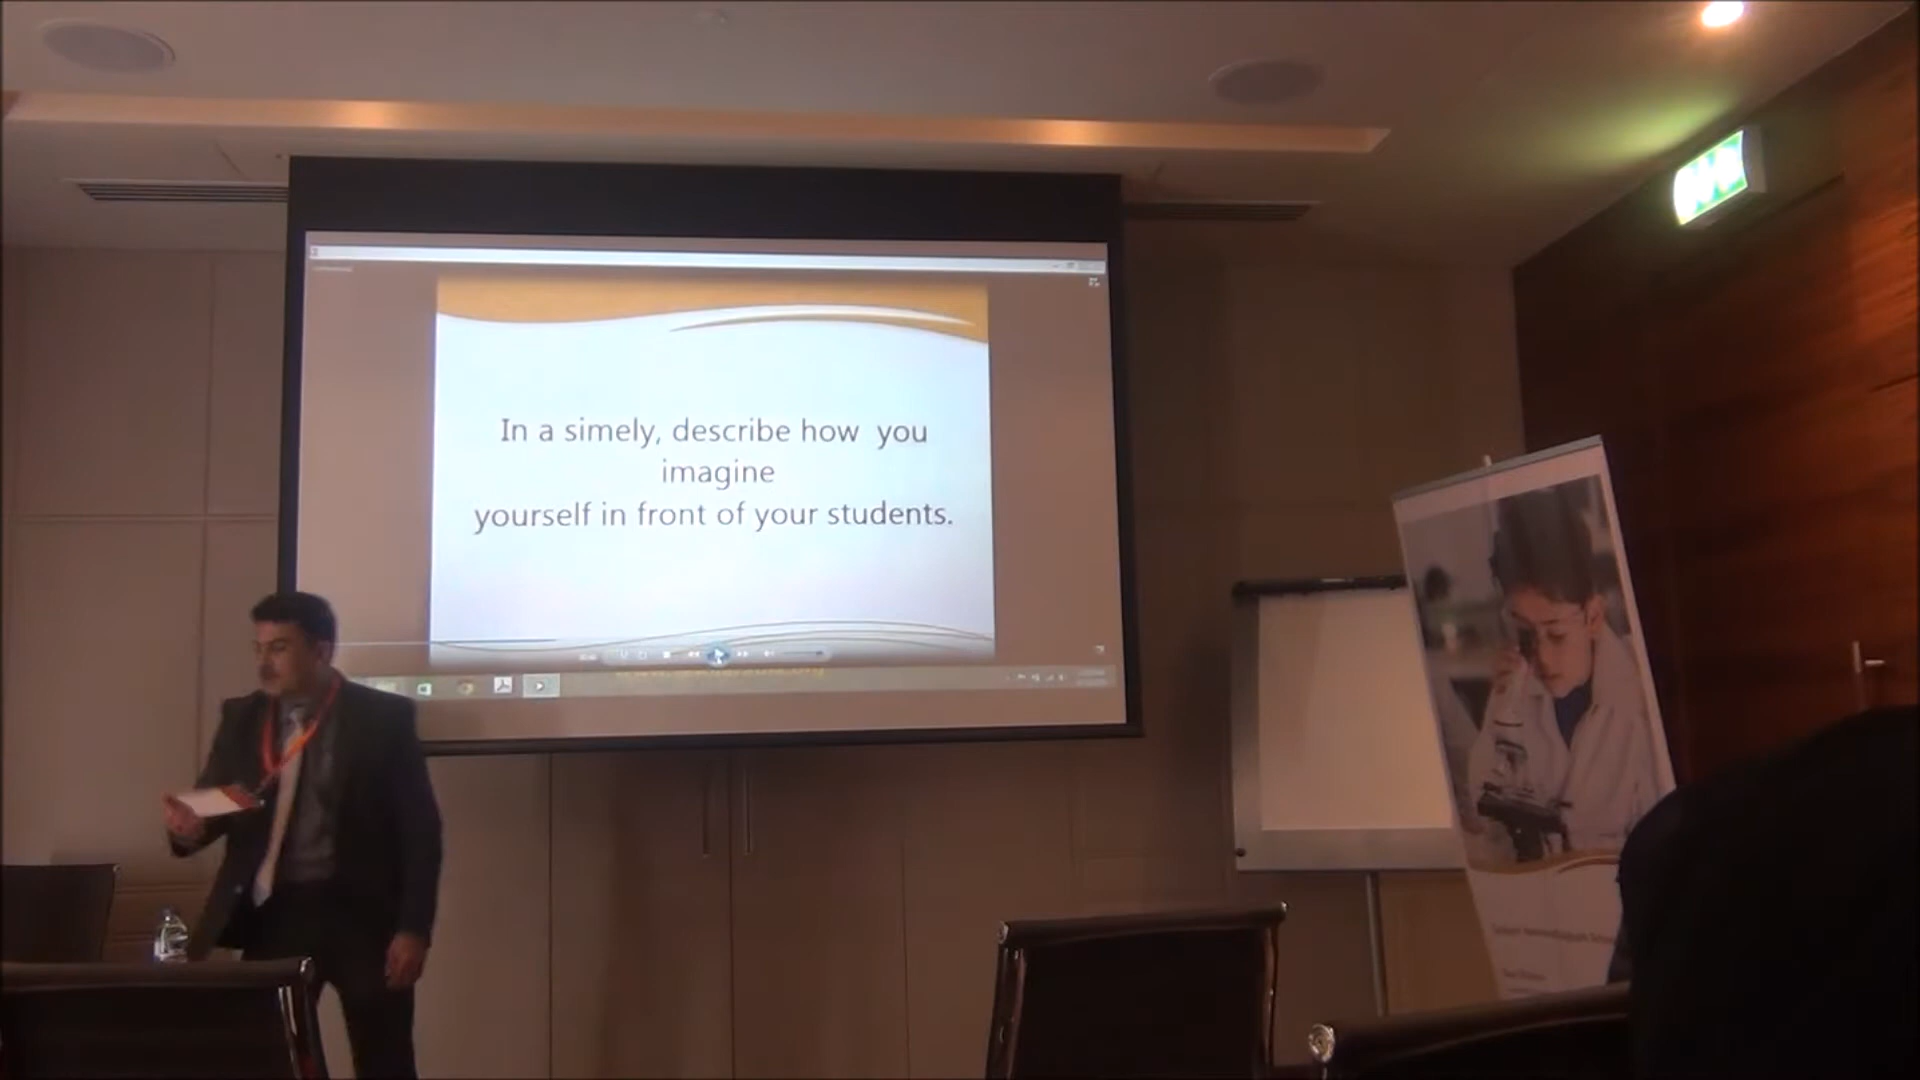 In a simely, describe how you
imagine
yourself in front of your students.